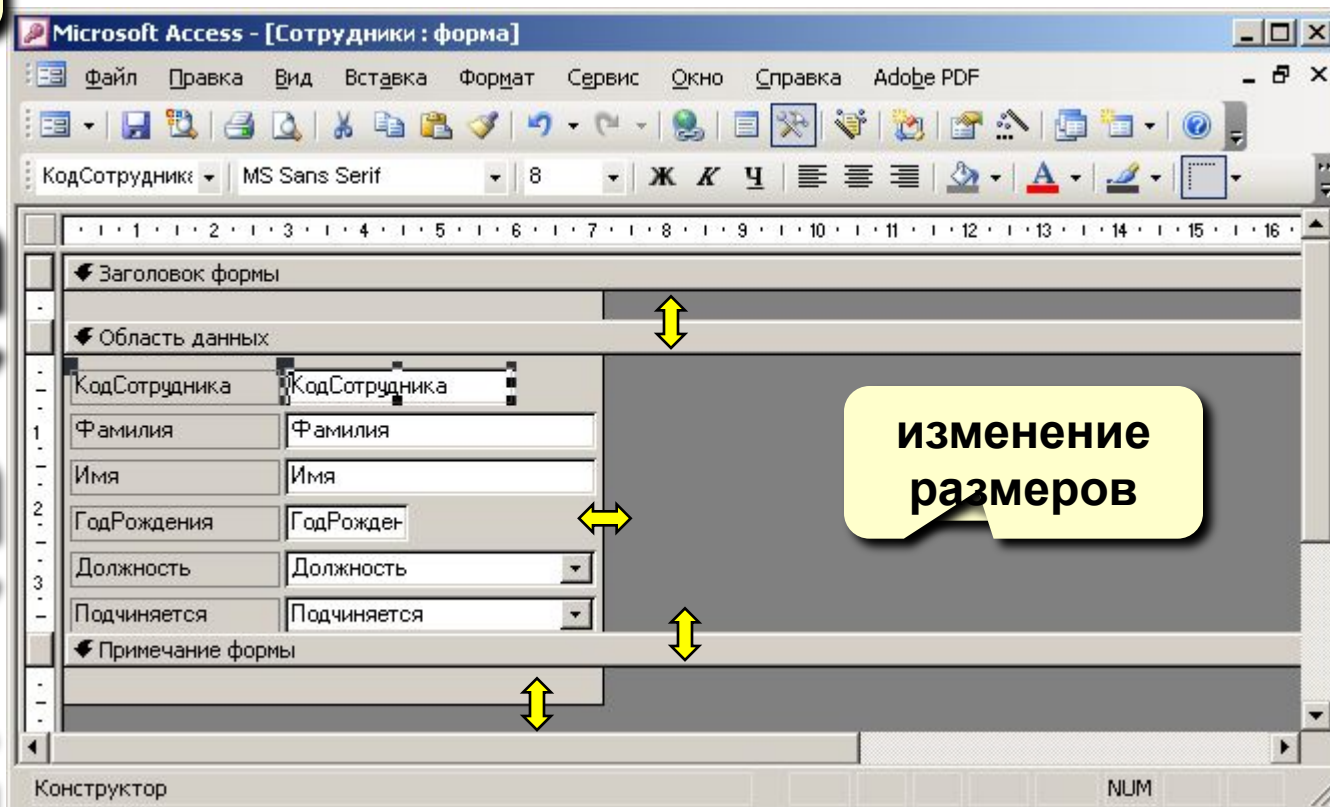 Microsoft Access - [Сотрудники : форма]
Файл Правка Вид Вставка Формат Сервис Окно Справка Adobe PDF
КодСотрудника MS Sans Serif 8 Ж К Ч А
1 2 3 4 5 6 7 8 9 10 11 12 13 14 15 16
Заголовок формы
Область данных
КодСотрудника КодСотрудника
1 Фамилия Фамилия
Имя Имя
2 ГодРождения ГодРожден
3 Должность Должность
Подчиняется Подчиняется
Примечание формы
изменение
размеров
Конструктор NUM